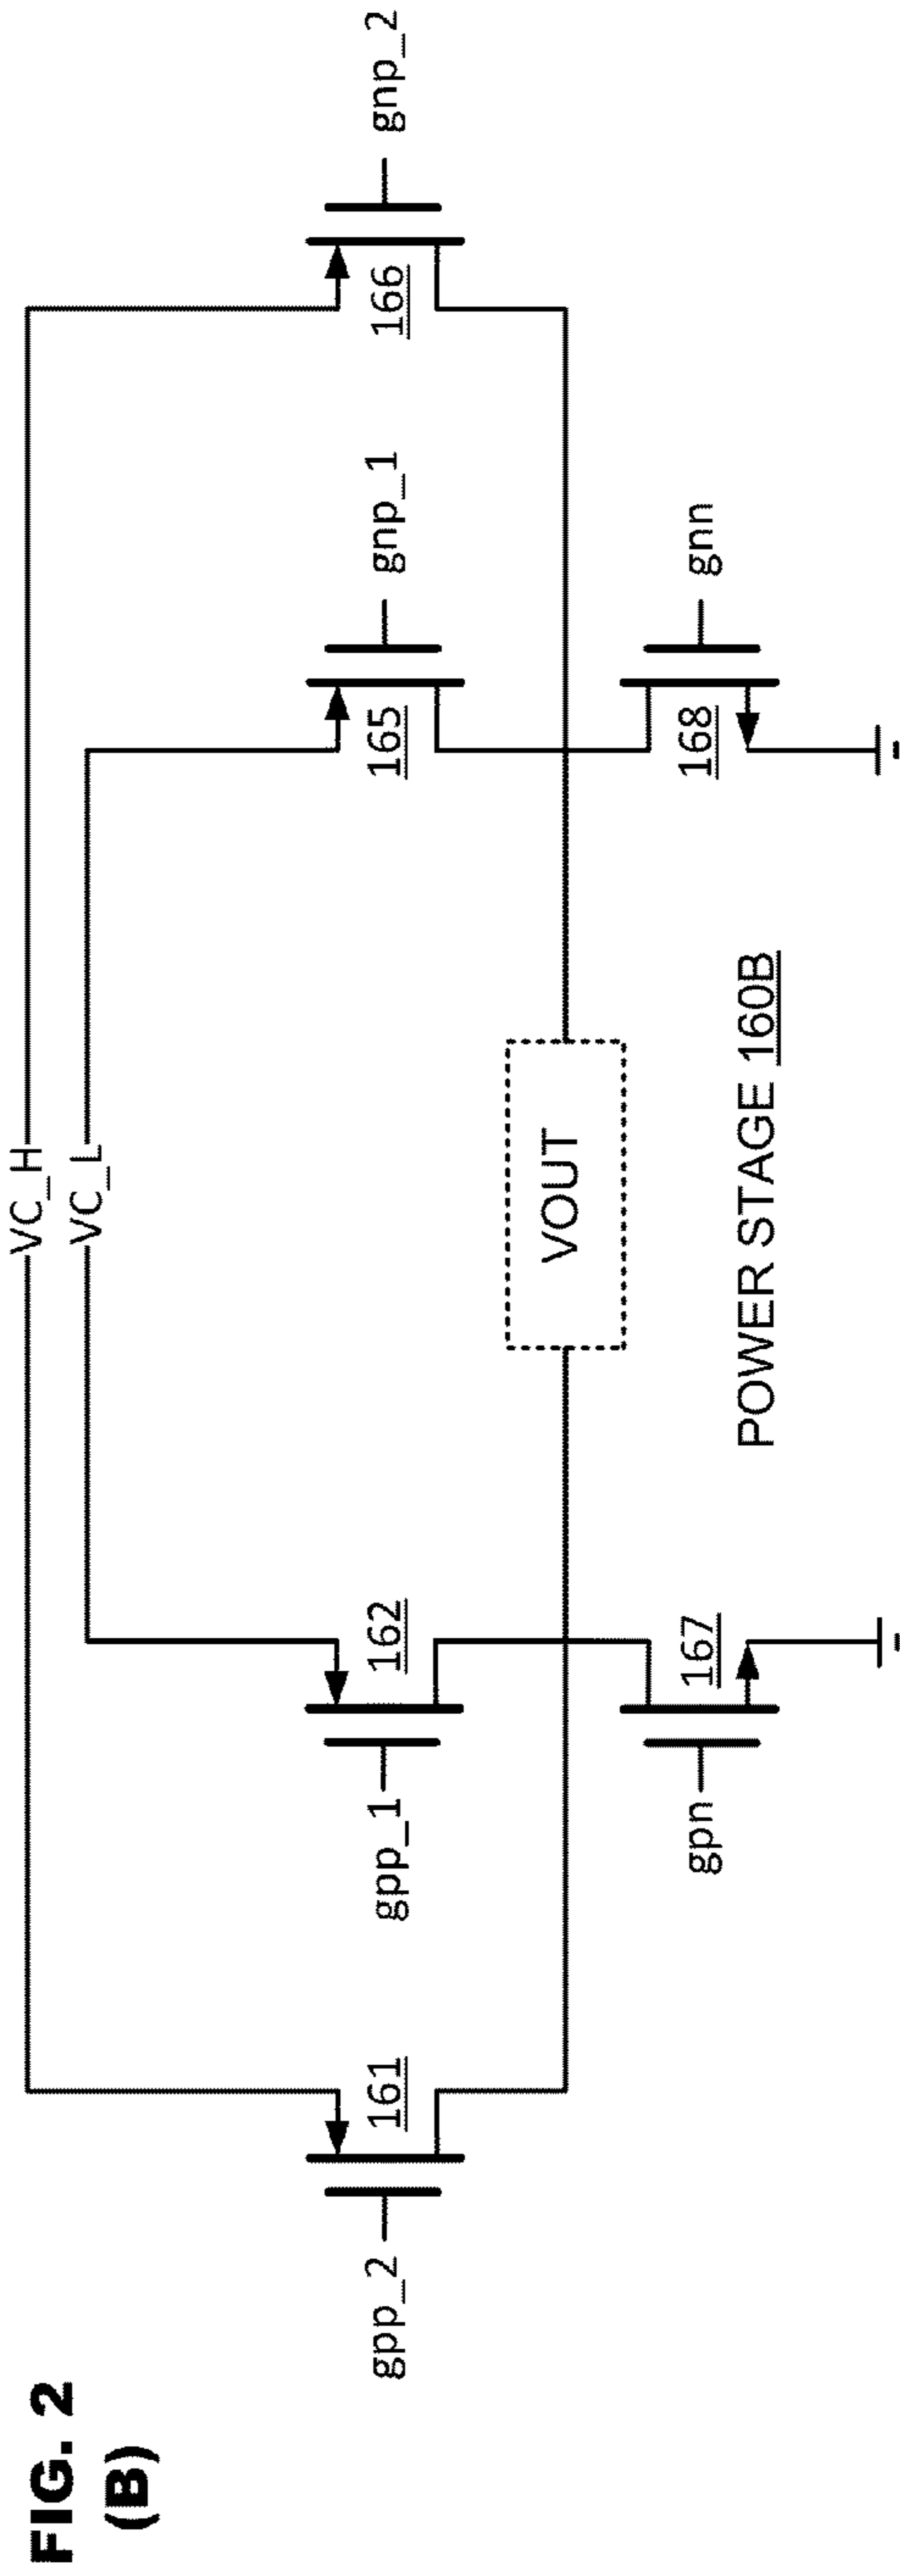 FIG. 2
(B)
VC_H
VC_L
gpp_2
161
gpp_1
162
165
gnp_1
166
gnp_2
VOUT
gpn
167
168
gnn
POWER STAGE 160B